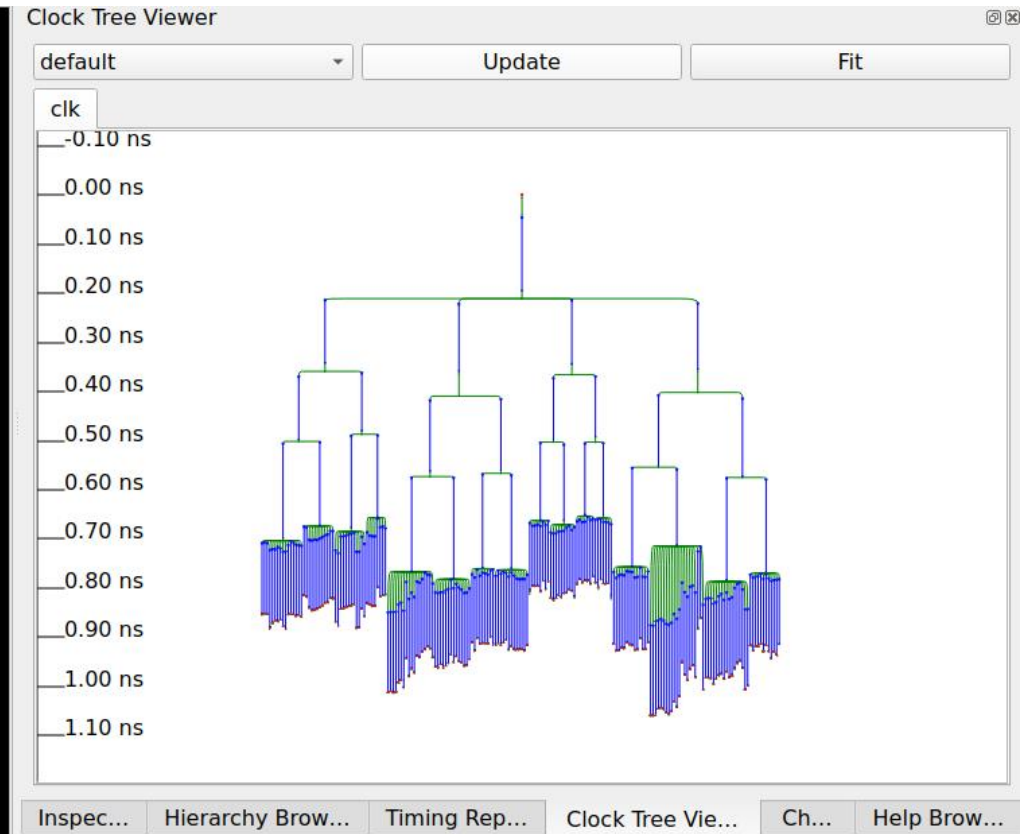 Clock Tree Viewer
default
Update
Fit
clk
-0.10 ns
0.00 ns
0.10 ns
0.20 ns
0.30 ns
0.40 ns
0.50 ns
0.60 ns
0.70 ns
0.80 ns
0.90 ns
1.00 ns
1.10 ns
Inspec... Hierarchy Brow... Timing Rep... Clock Tree Vie... Ch... Help Brow...